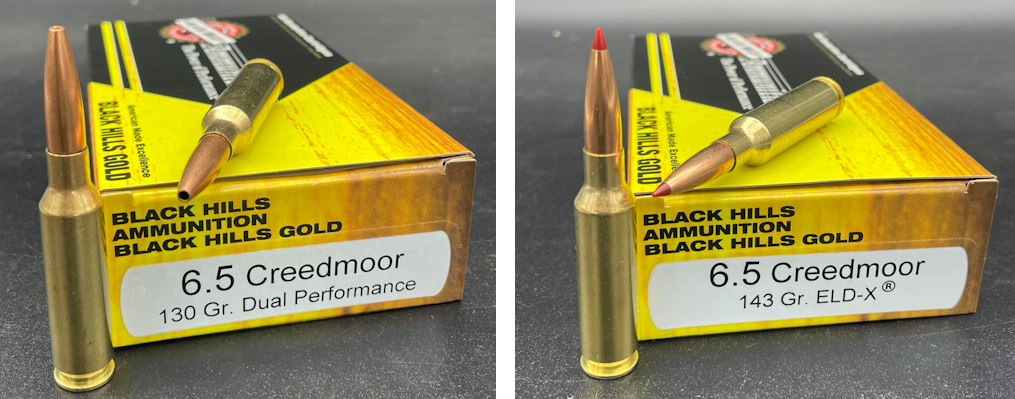 American Made Excellence
BLACK HILLS GOLD
BLACK HILLS
AMMUNITION
BLACK HILLS GOLD
6.5 Creedmoor
130 Gr. Dual Performance
American Made Excellence
BLACK HILLS GOLD
BLACK HILLS
AMMUNITION
BLACK HILLS GOLD
6.5 Creedmoor
143 Gr. ELD-X®